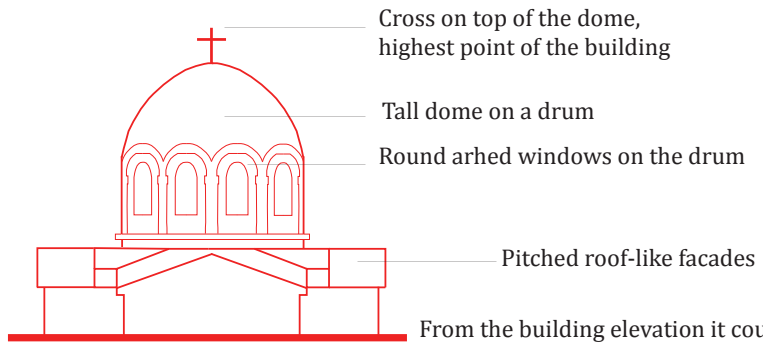 Cross on top of the dome,
highest point of the building
Tall dome on a drum
Round arhed windows on the drum
Pitched roof-like facades
From the building elevation it cou